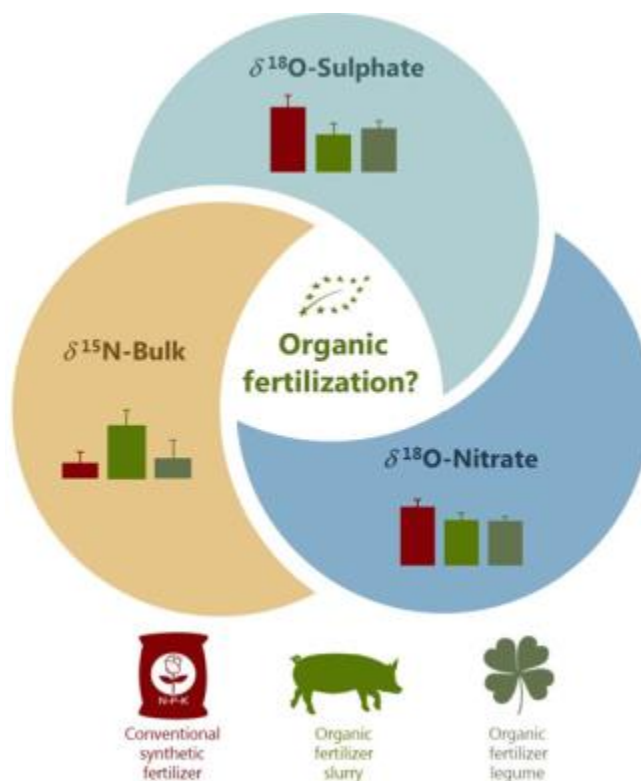 δ¹⁸O-Sulphate
δ¹⁵N-Bulk
Organic
fertilization?
δ¹⁸O-Nitrate
N-P-K
Conventional
synthetic
fertilizer
Organic
fertilizer
slurry
Organic
fertilizer
legume